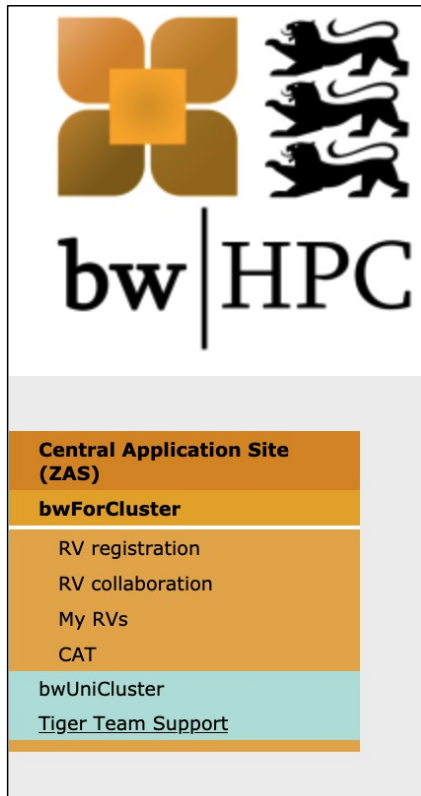 bw|HPC
Central Application Site
(ZAS)
bwForCluster
RV registration
RV collaboration
My RVs
CAT
bwUniCluster
Tiger Team Support